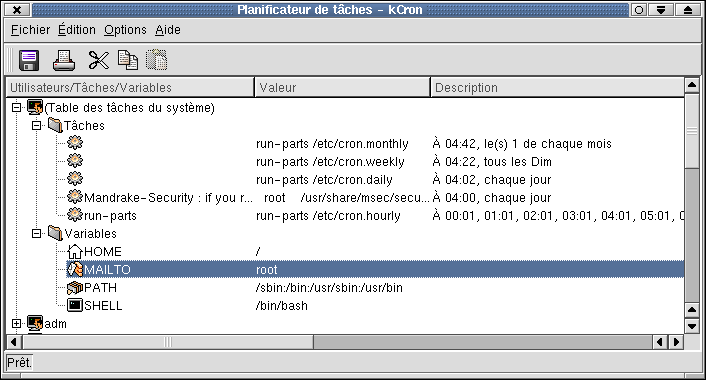 Planificateur de tâches - kCron
Fichier Édition Options Aide
Utilisateurs/Tâches/Variables Valeur Description
(Table des tâches du système)
Tâches
run-parts /etc/cron.monthly À 04:42, le(s) 1 de chaque mois
run-parts /etc/cron.weekly À 04:22, tous les Dim
run-parts /etc/cron.daily À 04:02, chaque jour
Mandrake-Security : if you r... root /usr/share/msec/secu... À 04:00, chaque jour
run-parts run-parts /etc/cron.hourly À 00:01, 01:01, 02:01, 03:01, 04:01, 05:01, 0
Variables
HOME /
MAILTO root
PATH /sbin:/bin:/usr/sbin:/usr/bin
SHELL /bin/bash
adm
Prêt.